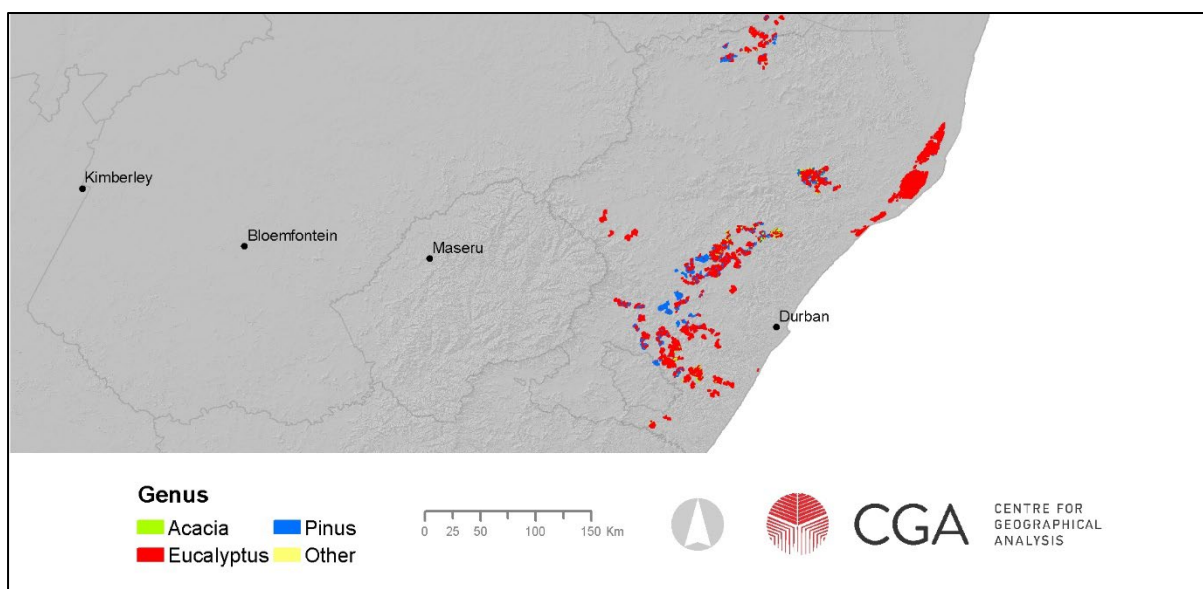 Kimberley
Bloemfontein
Maseru
Durban
Genus
Acacia
Pinus
Eucalyptus
Other
0 25 50 100 150 Km
CGA
CENTRE FOR
GEOGRAPHICAL
ANALYSIS